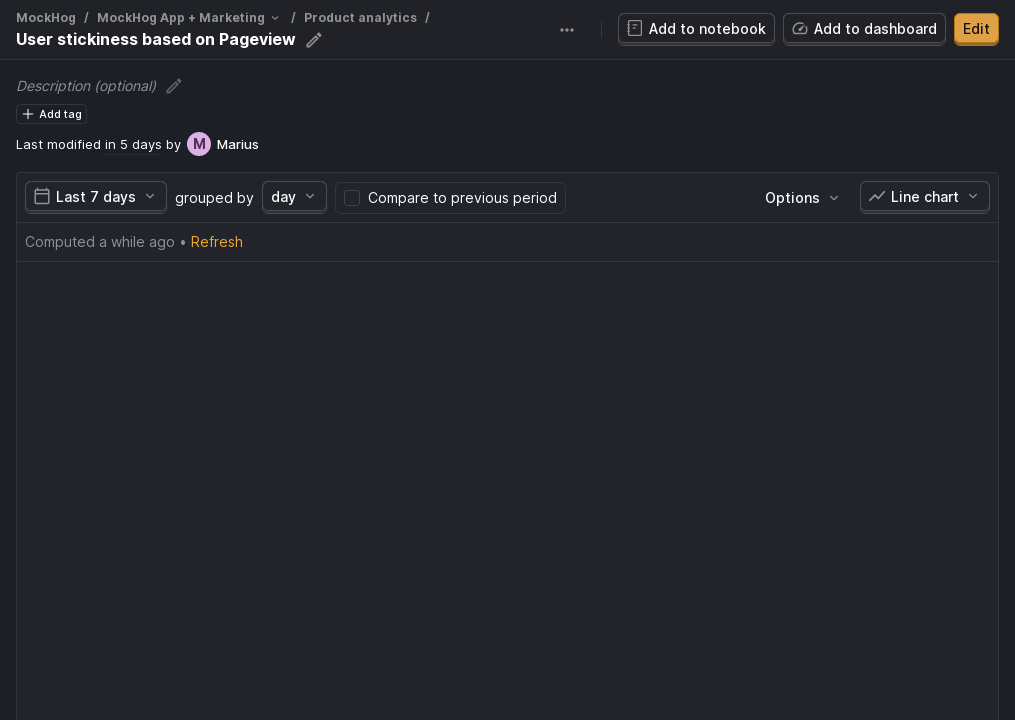 MockHog / MockHog App + Marketing / Product analytics /
User stickiness based on Pageview
Add to notebook
Add to dashboard
Edit
Description (optional)
Add tag
Last modified in 5 days by M Marius
Last 7 days grouped by day Compare to previous period Options Line chart
Computed a while ago • Refresh